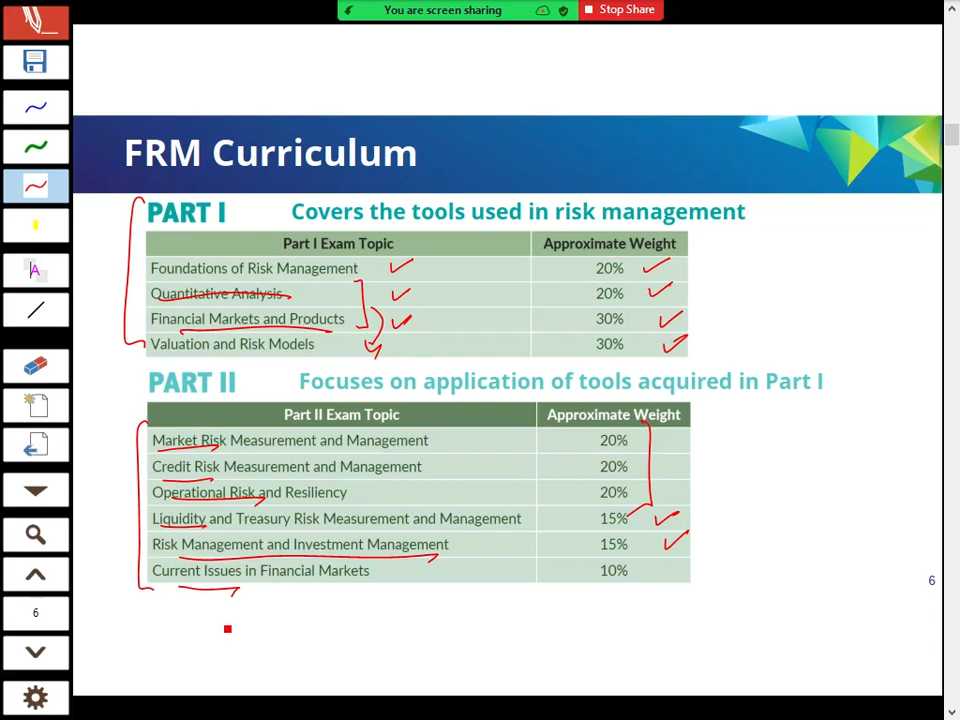 You are screen sharing
Stop Share
FRM Curriculum
PART I Covers the tools used in risk management
Part I Exam Topic Approximate Weight
Foundations of Risk Management 20%
Quantitative Analysis 20%
Financial Markets and Products 30%
Valuation and Risk Models 30%
PART II Focuses on application of tools acquired in Part I
Part II Exam Topic Approximate Weight
Market Risk Measurement and Management 20%
Credit Risk Measurement and Management 20%
Operational Risk and Resiliency 20%
Liquidity and Treasury Risk Measurement and Management 15%
Risk Management and Investment Management 15%
Current Issues in Financial Markets 10%
6
A
6